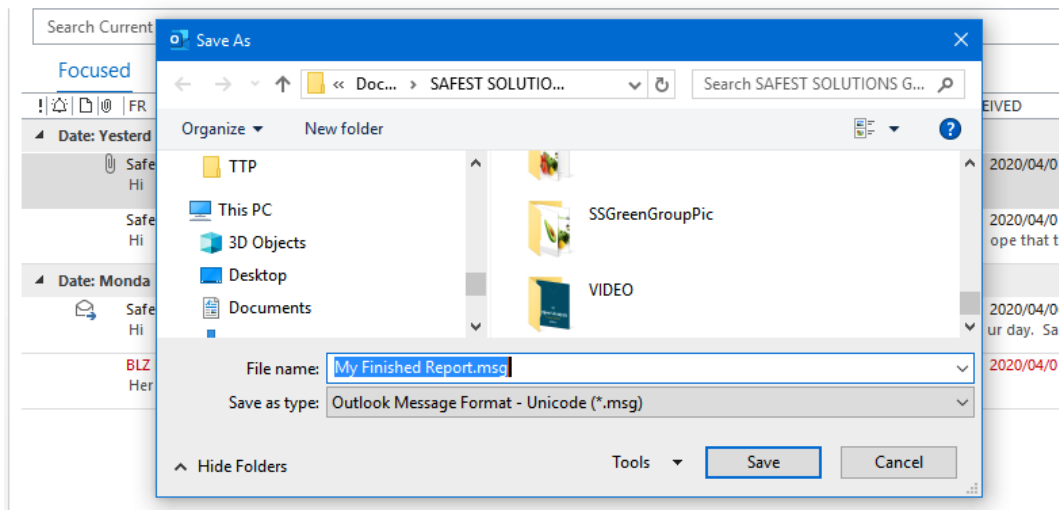 Search Current
Save As
Focused
« Doc... › SAFEST SOLUTIO...
Search SAFEST SOLUTIONS G...
! FR
EIVED
Organize
New folder
?
Date: Yesterd
TTP
Safe
2020/04/0
Hi
This PC
SSGreenGroupPic
Safe
3D Objects
2020/04/0
Hi
ope that t
Desktop
Date: Monda
VIDEO
Documents
Safe
2020/04/0
Hi
ur day. Sa
BLZ
File name: My Finished Report.msg
2020/04/0
Her
Save as type: Outlook Message Format - Unicode (*.msg)
Hide Folders
Tools
Save
Cancel